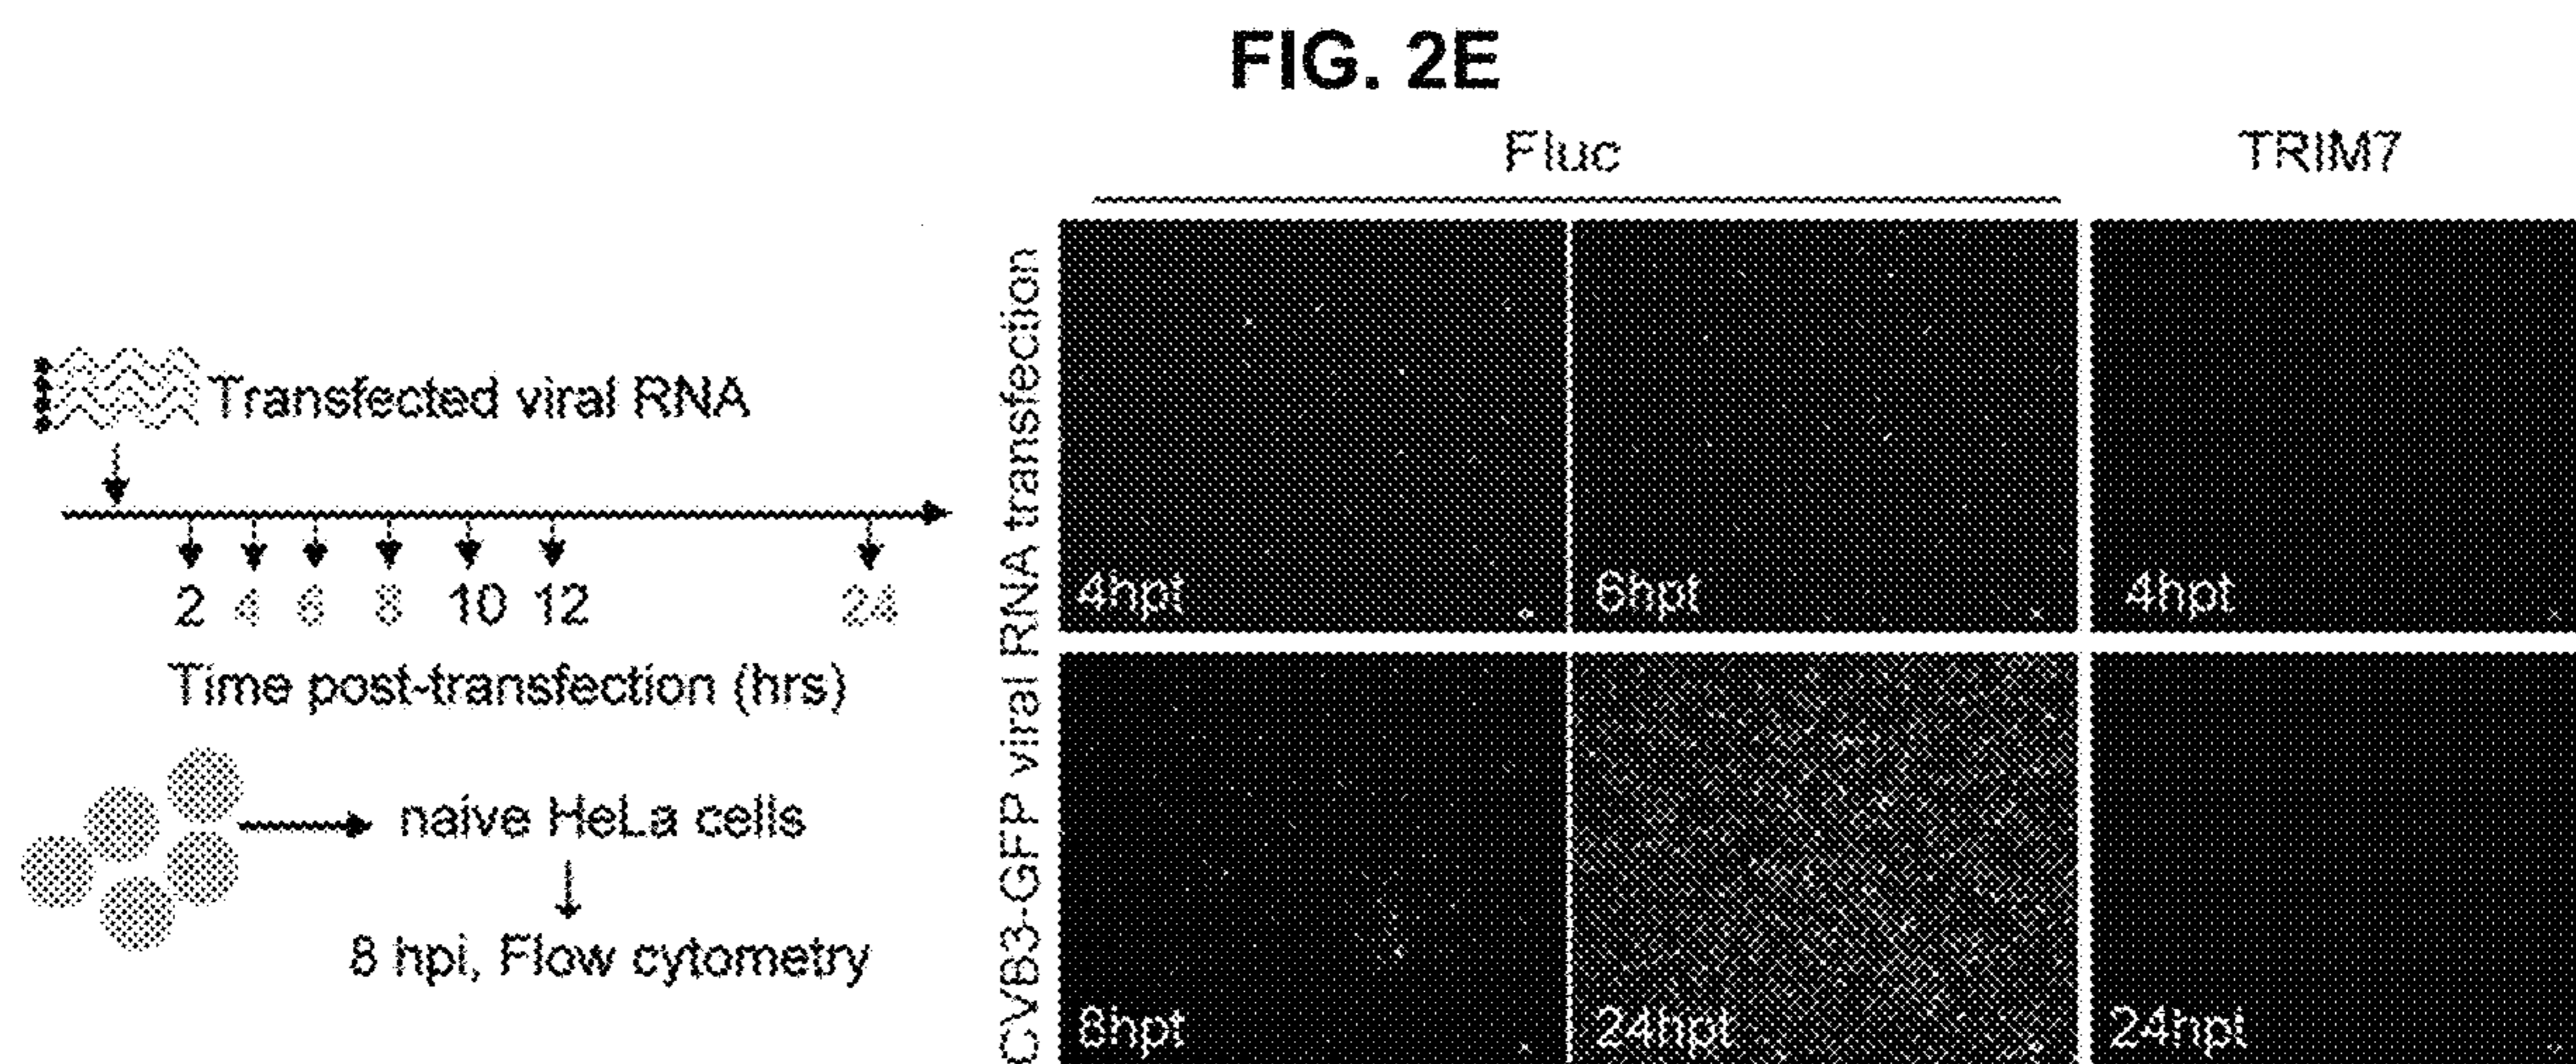 FIG. 2E
Fluc
TRIM7
Transfected viral RNA
2 4 6 8 10 12 24
Time post-transfection (hrs)
naive HeLa cells
8 hpi, Flow cytometry
CVB3-GFP viral RNA transfection
4hpt
6hpt
4hpt
8hpt
24hpt
24hpt